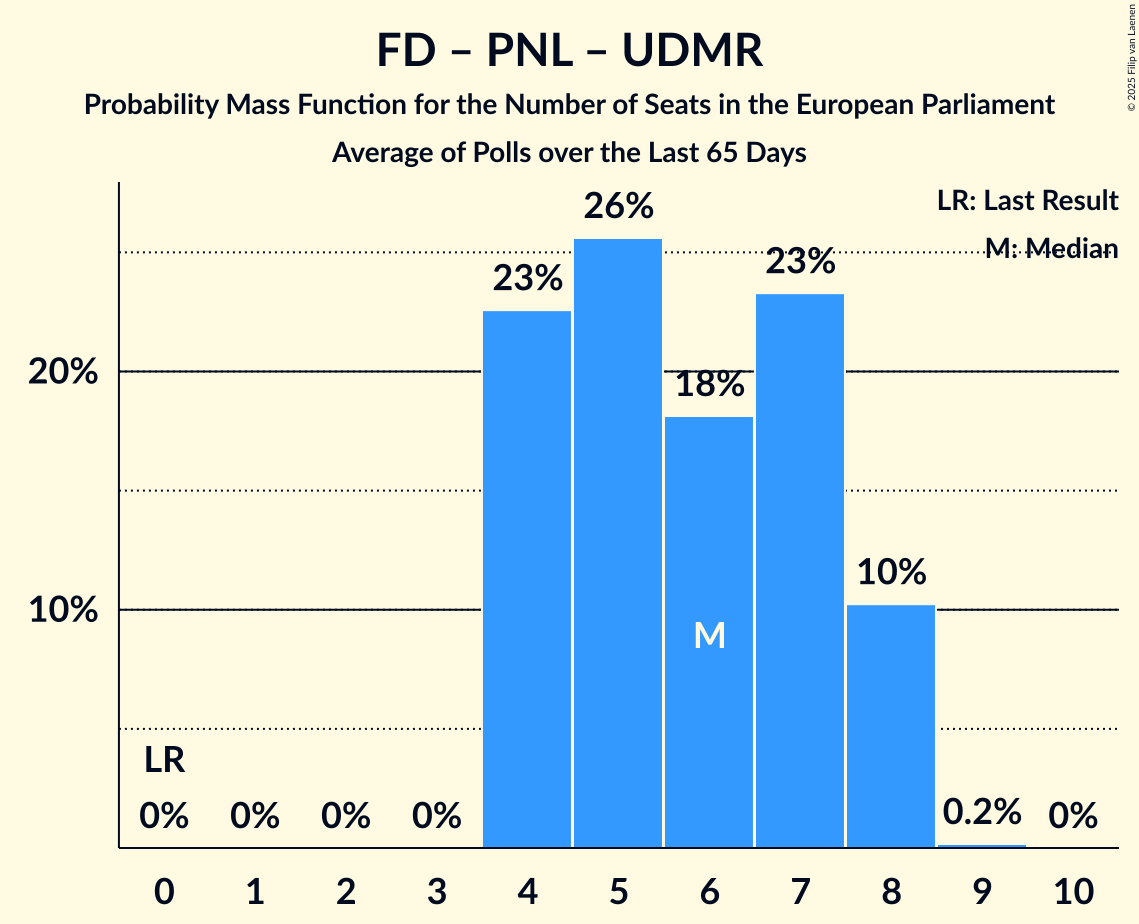 FD – PNL – UDMR
Probability Mass Function for the Number of Seats in the European Parliament
Average of Polls over the Last 65 Days
© 2025 Filip van Laenen
LR: Last Result
M: Median
26%
23%
23%
20%
18%
10%
10%
M
LR
0%
0%
0%
0%
0.2%
0%
0 1 2 3 4 5 6 7 8 9 10